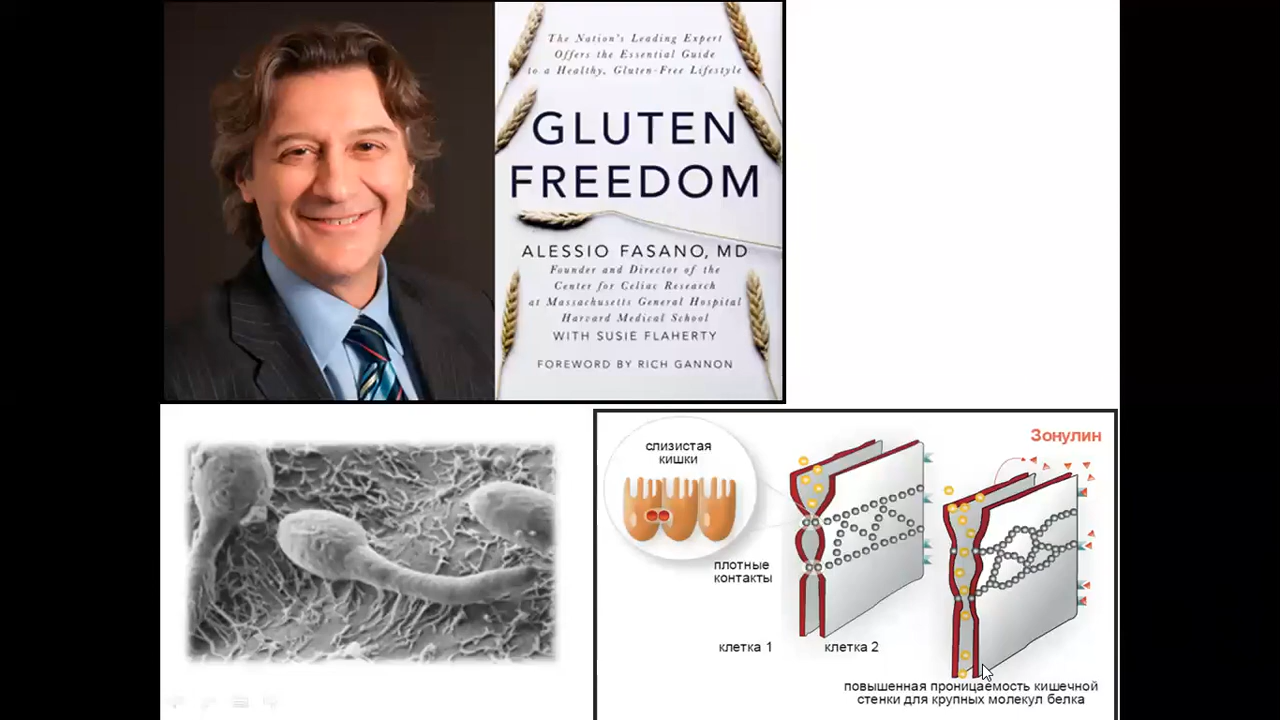 The Nation's Leading Expert
Offers the Essential Guide
to a Healthy, Gluten-Free Lifestyle
GLUTEN
FREEDOM
ALESSIO FASANO, MD
Founder and Director of the
Center for Celiac Research
at Massachusetts General Hospital
Harvard Medical School
WITH SUSIE FLAHERTY
FOREWORD BY RICH GANNON
слизистая
кишки
Зонулин
плотные
контакты
клетка 1
клетка 2
повышенная проницаемость кишечной
стенки для крупных молекул белка